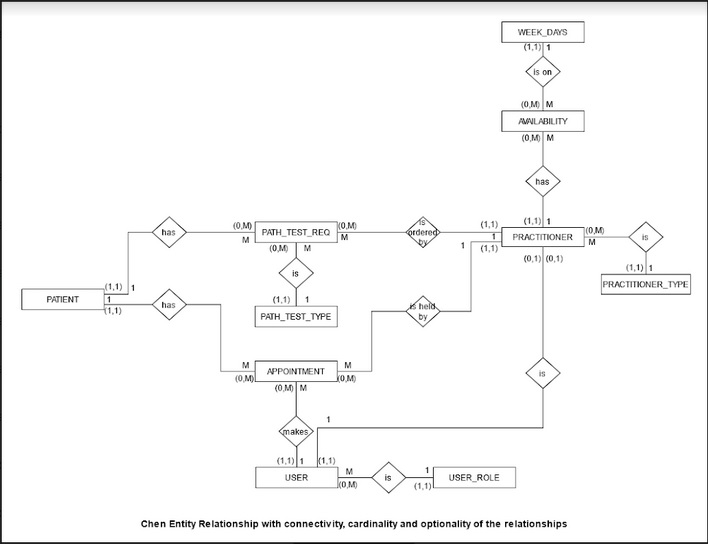 WEEK_DAYS
(1,1) 1
is on
(0,M) M
AVAILABILITY
(0,M) M
has
(1,1) 1
has
(0,M)
M
PATH_TEST_REQ
(0,M)
M
is
ordered
by
(1,1)
1
1
(1,1)
PRACTITIONER
(0,M)
M
is
(0,1) (0,1)
(0,M) M
is
(1,1) 1
PRACTITIONER_TYPE
(1,1) 1
PATIENT
1
(1,1)
has
(1,1) 1
PATH_TEST_TYPE
is held
by
M
(0,M)
APPOINTMENT
M
(0,M)
is
(0,M) M
makes
1
(1,1) 1 (1,1)
USER
M
(0,M)
is
1
(1,1)
USER_ROLE
Chen Entity Relationship with connectivity, cardinality and optionality of the relationships